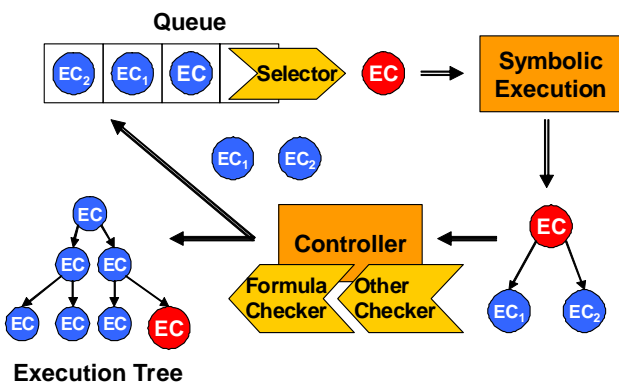 Queue
EC2 EC1 EC Selector EC Symbolic
Execution
EC1 EC2
EC
EC EC
EC EC EC EC
Execution Tree
Controller
Formula
Checker
Other
Checker
EC
EC1 EC2